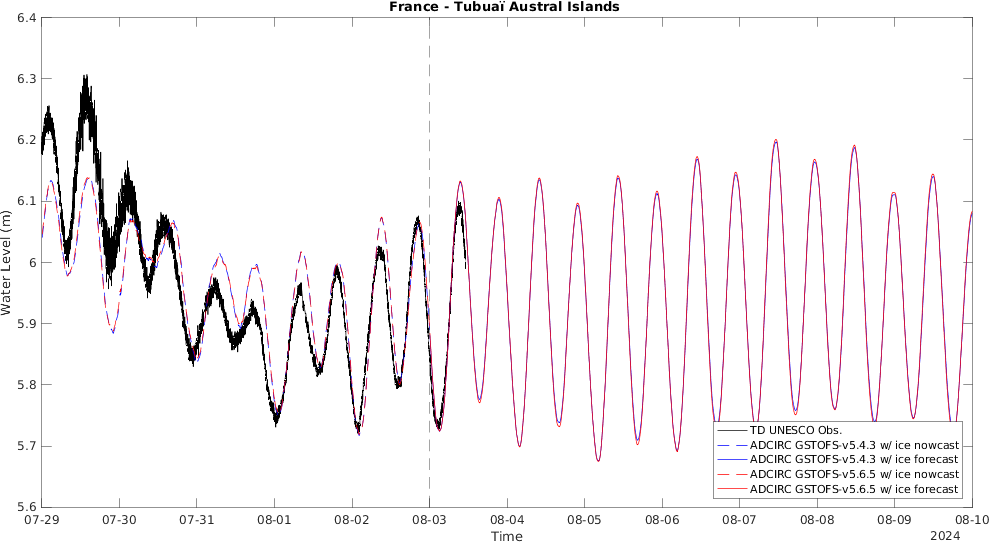 France - Tubuaï Austral Islands
6.4
6.3
6.2
6.1
6
5.9
5.8
5.7
5.6
Water Level (m)
TD UNESCO Obs.
ADCIRC GSTOFS-v5.4.3 w/ ice nowcast
ADCIRC GSTOFS-v5.4.3 w/ ice forecast
ADCIRC GSTOFS-v5.6.5 w/ ice nowcast
ADCIRC GSTOFS-v5.6.5 w/ ice forecast
07-29 07-30 07-31 08-01 08-02 08-03 08-04 08-05 08-06 08-07 08-08 08-09 08-10
Time
2024